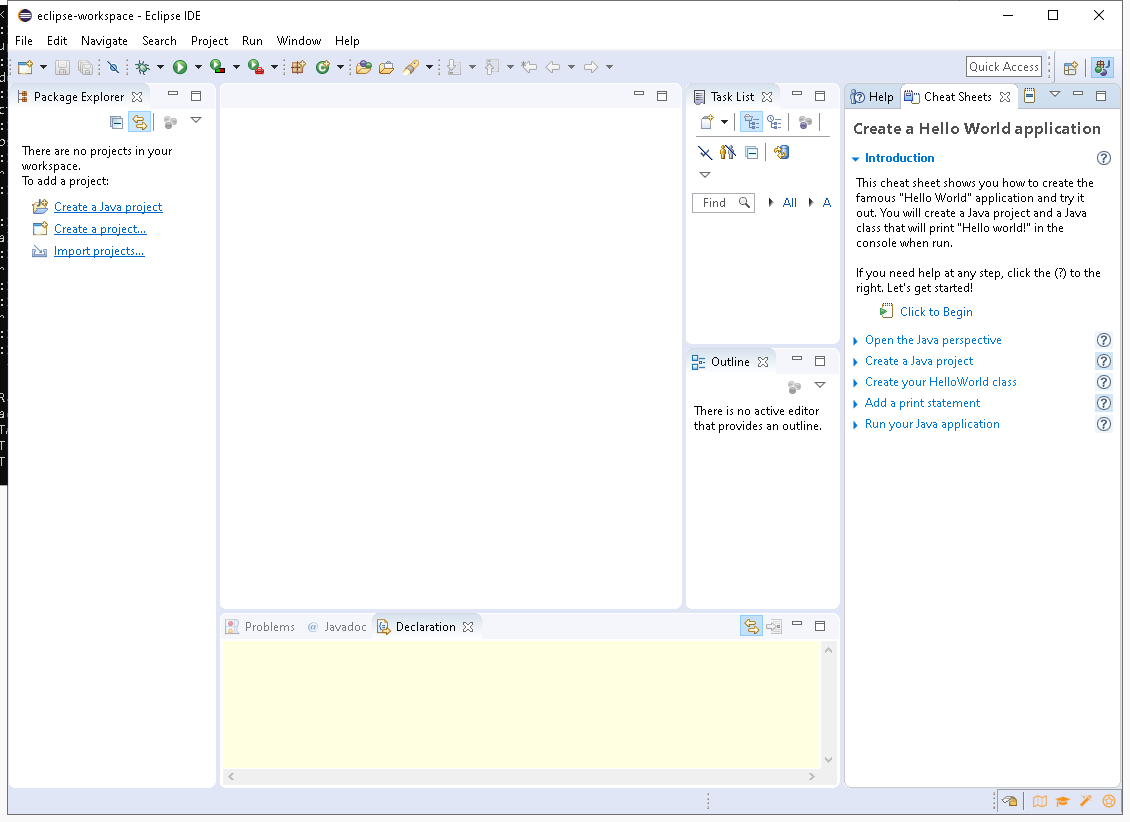 eclipse-workspace - Eclipse IDE
File Edit Navigate Search Project Run Window Help
Quick Access
Package Explorer
There are no projects in your
workspace.
To add a project:
Create a Java project
Create a project...
Import projects...
Task List
Find All A
Outline
There is no active editor
that provides an outline.
Problems @ Javadoc Declaration
Help Cheat Sheets
Create a Hello World application
Introduction
This cheat sheet shows you how to create the
famous "Hello World" application and try it
out. You will create a Java project and a Java
class that will print "Hello world!" in the
console when run.
If you need help at any step, click the (?) to the
right. Let's get started!
Click to Begin
Open the Java perspective
Create a Java project
Create your HelloWorld class
Add a print statement
Run your Java application